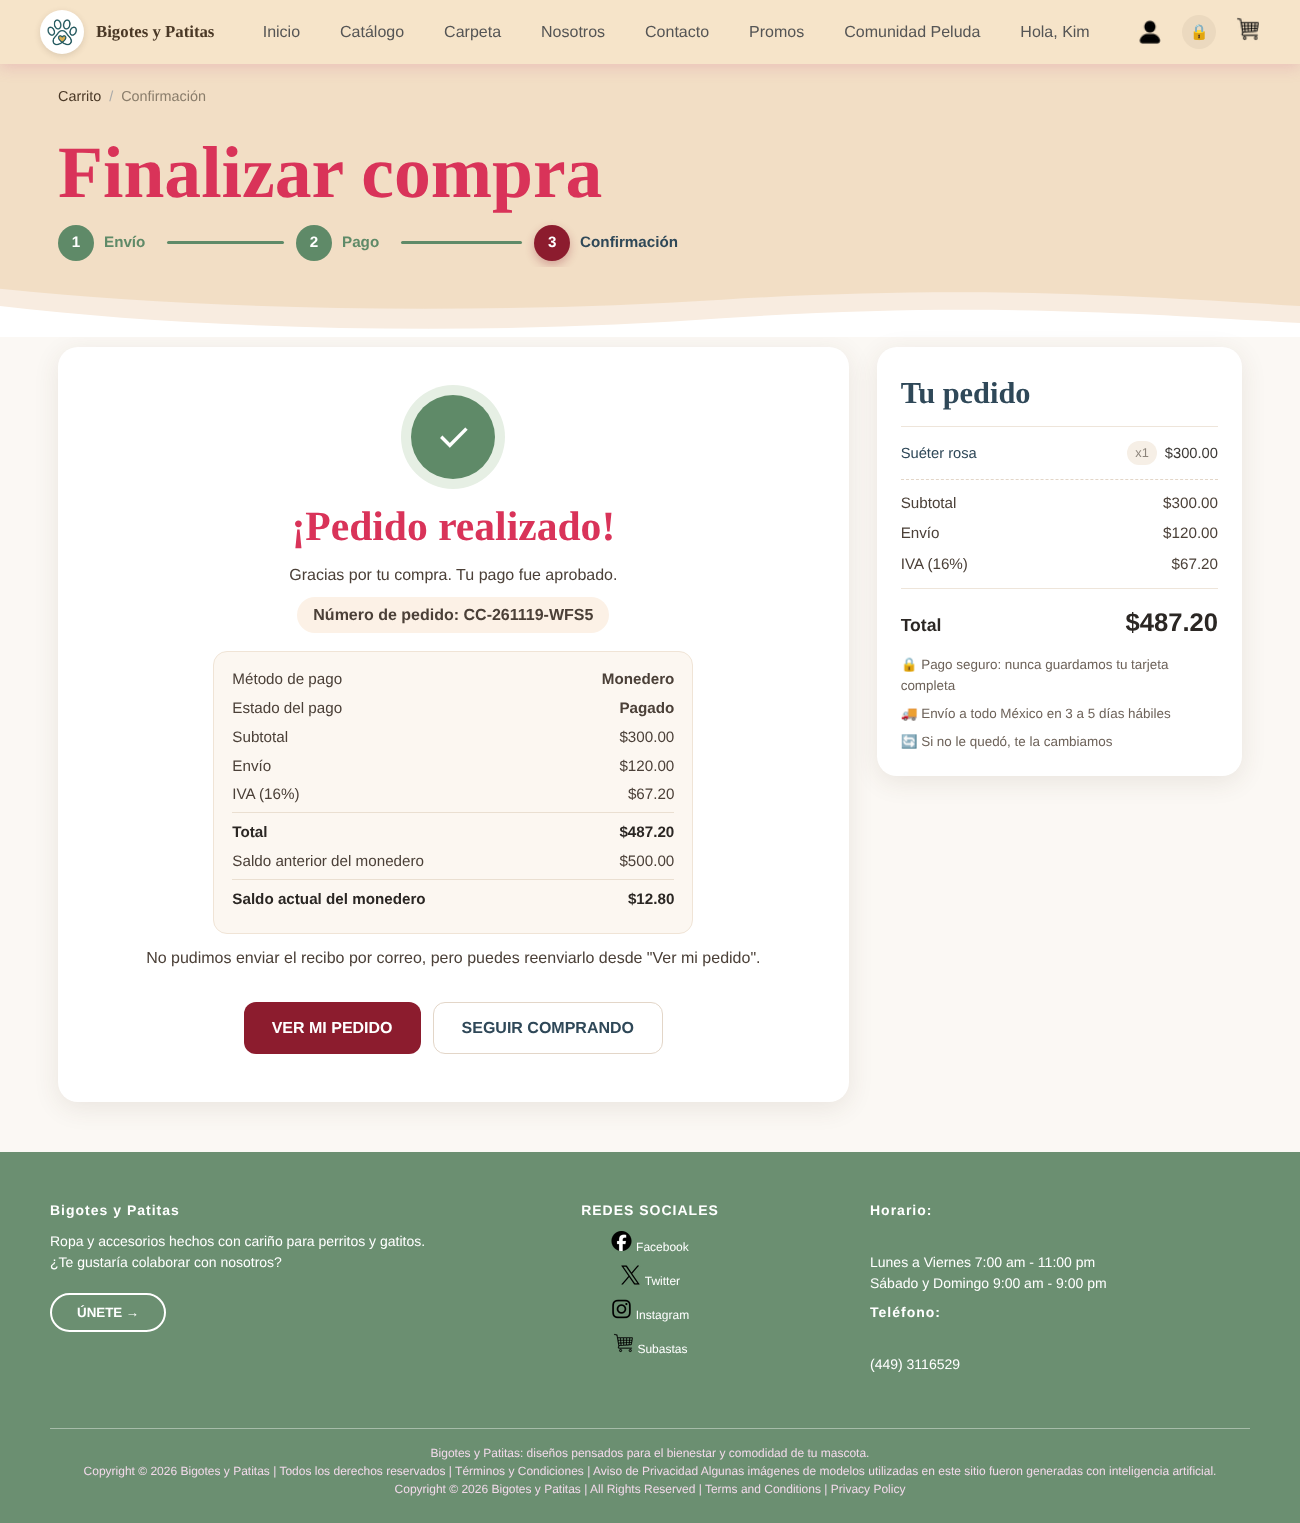 Bigotes y Patitas
Inicio
Catálogo
Carpeta
Nosotros
Contacto
Promos
Comunidad Peluda
Hola, Kim
Carrito / Confirmación
Finalizar compra
1 Envío
2 Pago
3 Confirmación
¡Pedido realizado!
Gracias por tu compra. Tu pago fue aprobado.
Número de pedido: CC-261119-WFS5
Método de pago Monedero
Estado del pago Pagado
Subtotal $300.00
Envío $120.00
IVA (16%) $67.20
Total $487.20
Saldo anterior del monedero $500.00
Saldo actual del monedero $12.80
No pudimos enviar el recibo por correo, pero puedes reenviarlo desde "Ver mi pedido".
VER MI PEDIDO
SEGUIR COMPRANDO
Tu pedido
Suéter rosa x1 $300.00
Subtotal $300.00
Envío $120.00
IVA (16%) $67.20
Total $487.20
🔒 Pago seguro: nunca guardamos tu tarjeta
completa
🚚 Envío a todo México en 3 a 5 días hábiles
🔄 Si no le quedó, te la cambiamos
Bigotes y Patitas
Ropa y accesorios hechos con cariño para perritos y gatitos.
¿Te gustaría colaborar con nosotros?
ÚNETE →
REDES SOCIALES
Facebook
Twitter
Instagram
Subastas
Horario:
Lunes a Viernes 7:00 am - 11:00 pm
Sábado y Domingo 9:00 am - 9:00 pm
Teléfono:
(449) 3116529
Bigotes y Patitas: diseños pensados para el bienestar y comodidad de tu mascota.
Copyright © 2026 Bigotes y Patitas | Todos los derechos reservados | Términos y Condiciones | Aviso de Privacidad Algunas imágenes de modelos utilizadas en este sitio fueron generadas con inteligencia artificial.
Copyright © 2026 Bigotes y Patitas | All Rights Reserved | Terms and Conditions | Privacy Policy